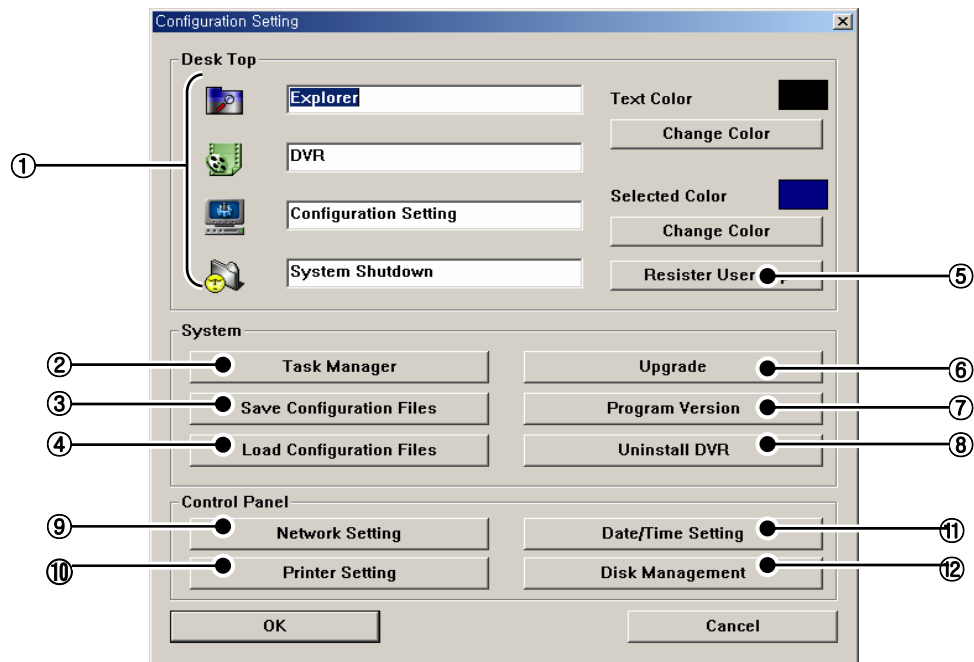 Configuration Setting
Desk Top
①
Explorer
Text Color
Change Color
DVR
Selected Color
Configuration Setting
Change Color
System Shutdown
Resister User
⑤
System
②
Task Manager
Upgrade
⑥
③
Save Configuration Files
Program Version
⑦
④
Load Configuration Files
Uninstall DVR
⑧
Control Panel
⑨
Network Setting
Date/Time Setting
⑪
⑩
Printer Setting
Disk Management
⑫
OK
Cancel